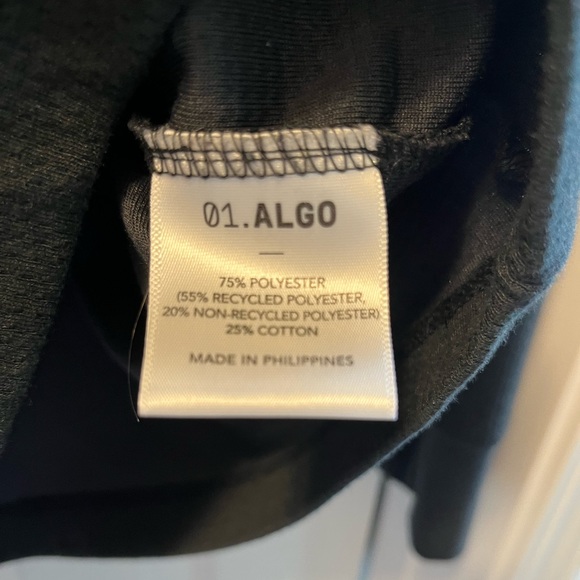 01.ALGO
—
75% POLYESTER
(55% RECYCLED POLYESTER,
20% NON-RECYCLED POLYESTER)
25% COTTON
MADE IN PHILIPPINES